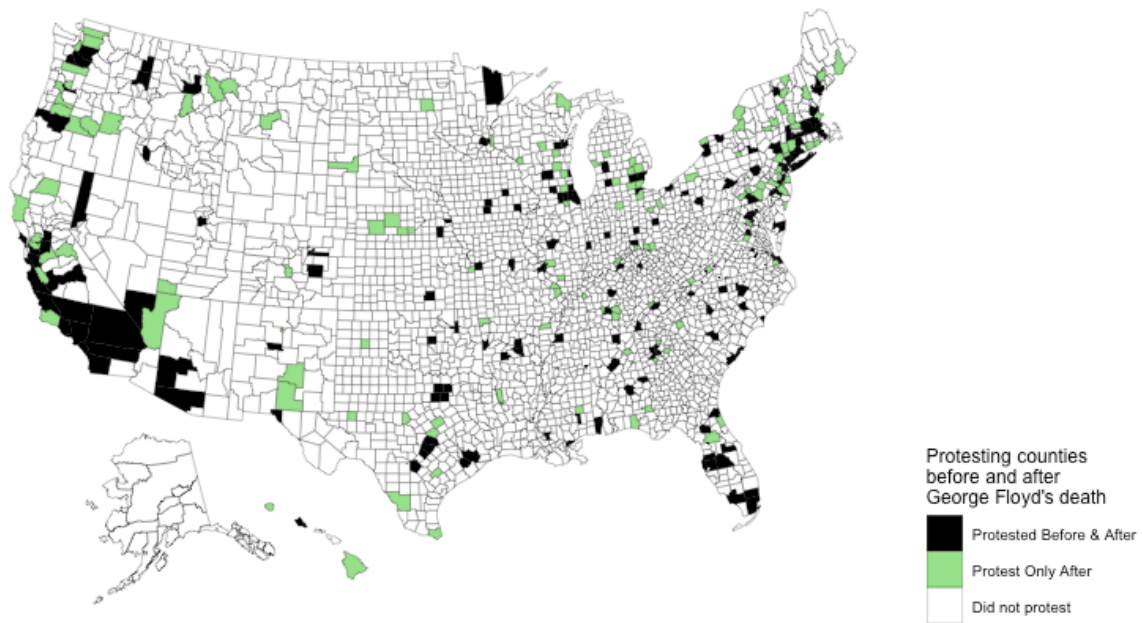 Protesting counties
before and after
George Floyd's death
Protested Before & After
Protest Only After
Did not protest